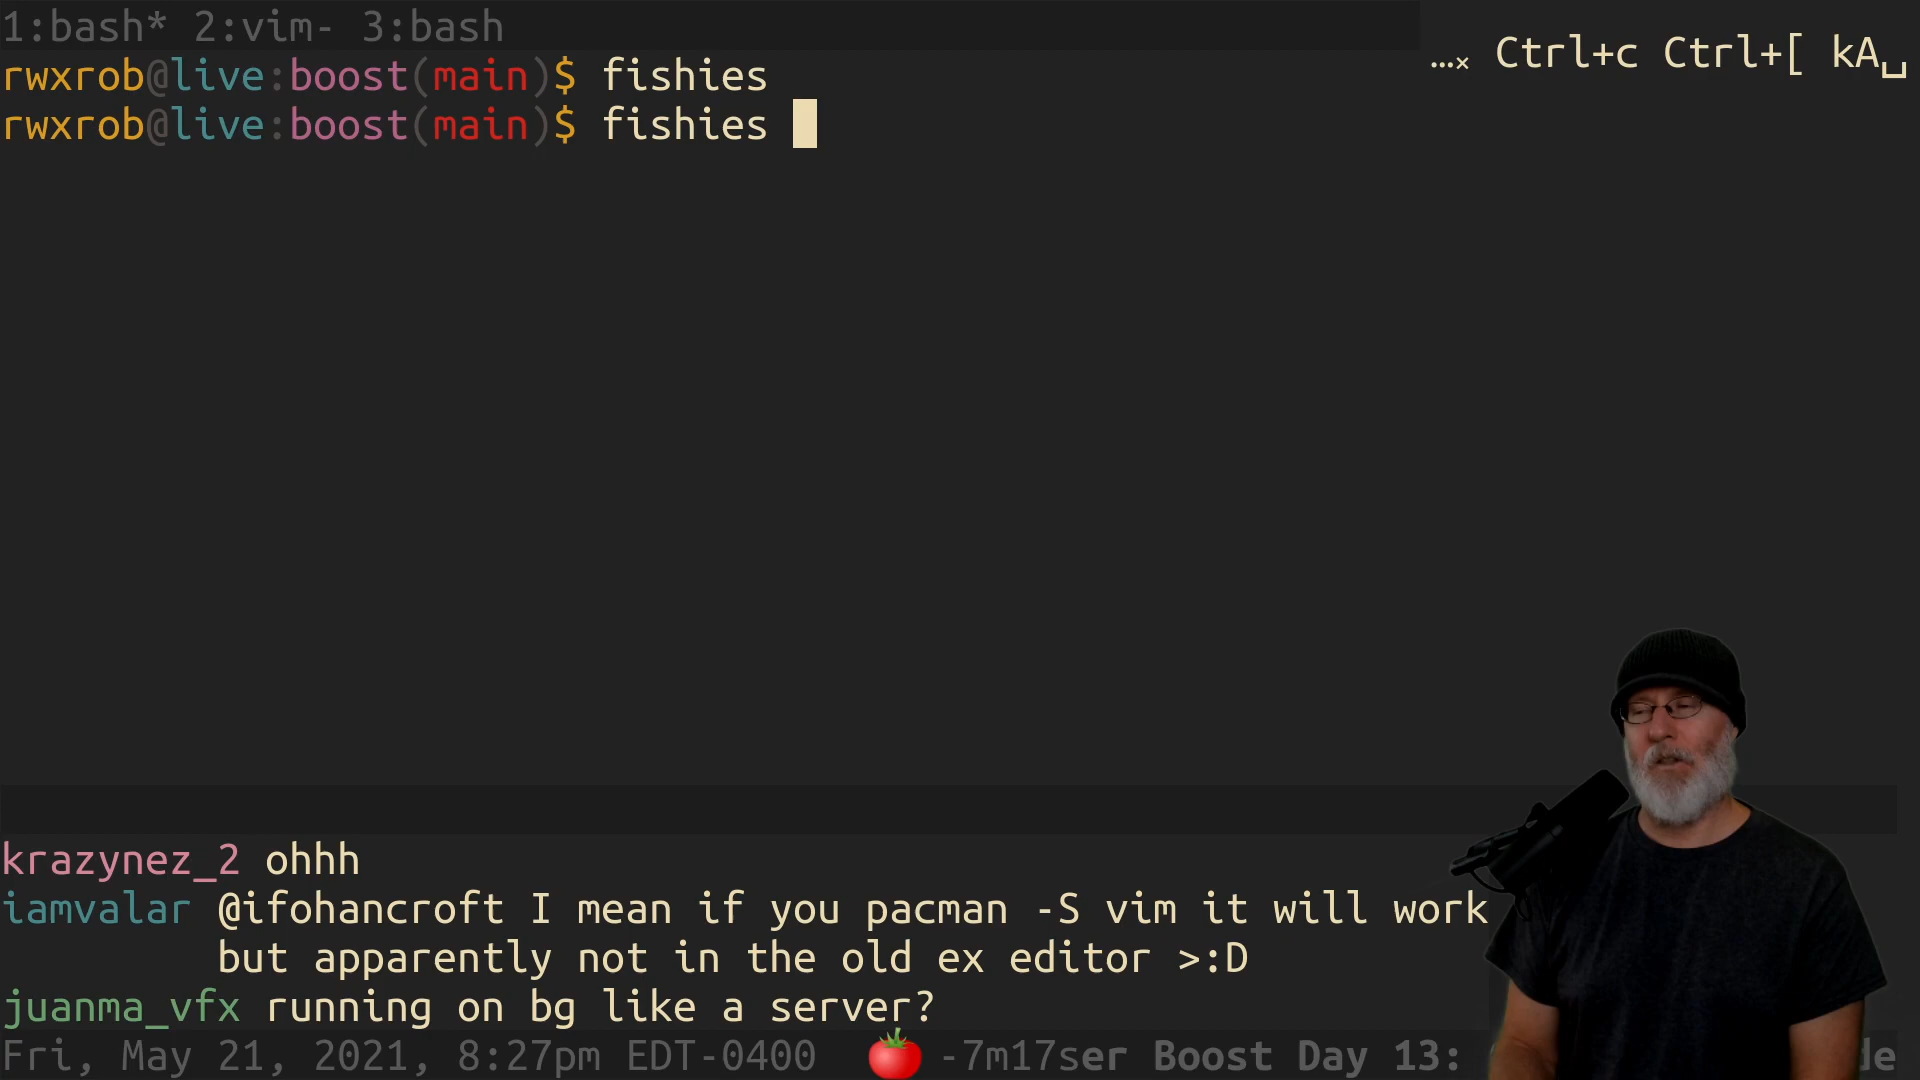 1:bash* 2:vim- 3:bash
…× Ctrl+c Ctrl+[ kA␣
rwxrob@live:boost(main)$ fishies
rwxrob@live:boost(main)$ fishies
krazynez_2 ohhh
iamvalar @ifohancroft I mean if you pacman -S vim it will work
but apparently not in the old ex editor >:D
juanma_vfx running on bg like a server?
Fri, May 21, 2021, 8:27pm EDT-0400 🍅 -7m17ser Boost Day 13: de